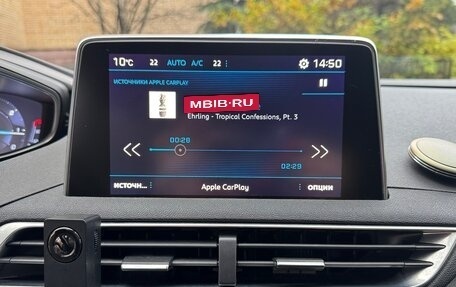 10°C 22 AUTO A/C 22 14:50
ИСТОЧНИКИ APPLE CARPLAY
MBIB·RU
Ehrling - Tropical Confessions, Pt. 3
00:28
02:29
ИСТОЧН... Apple CarPlay ОПЦИИ